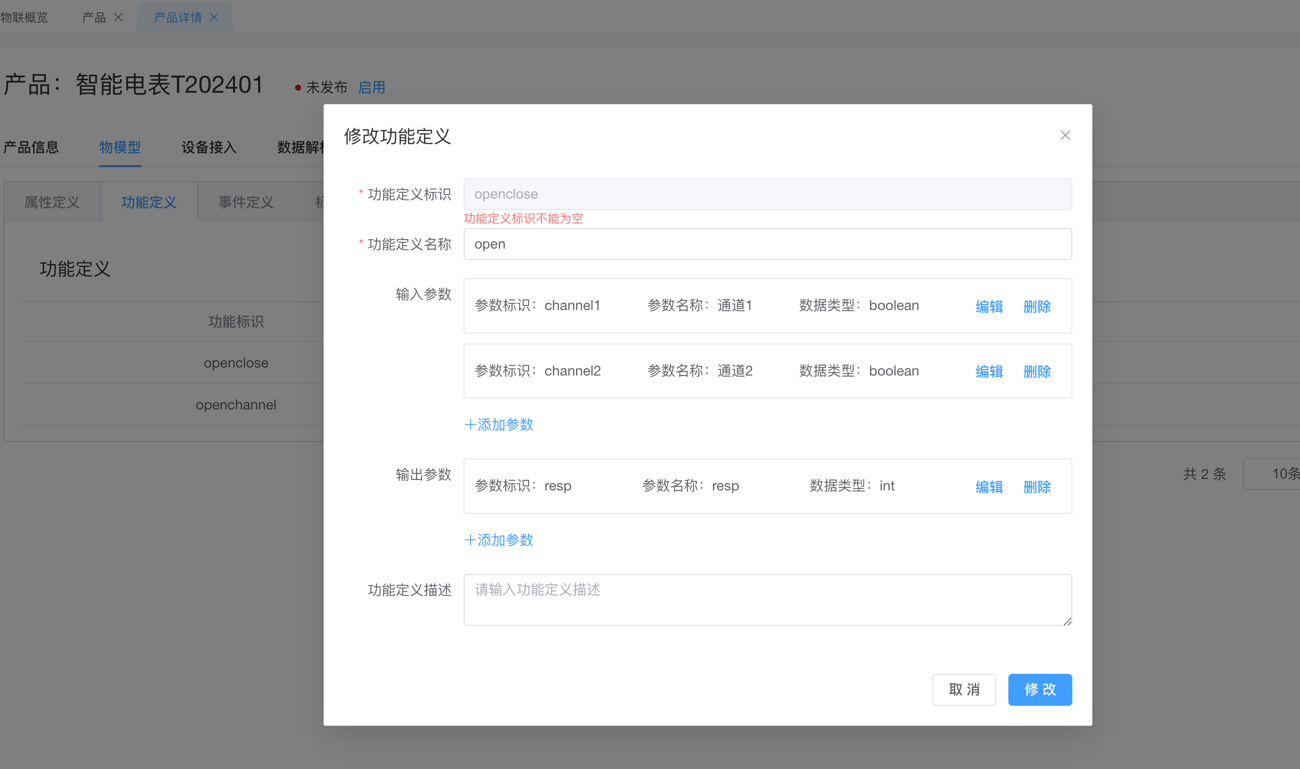 物联概览 产品 产品详情
产品：智能电表T202401 未发布 启用
产品信息 物模型 设备接入 数据解
属性定义 功能定义 事件定义
功能定义
功能标识
openclose
openchannel
共 2 条 10条
修改功能定义
* 功能定义标识 openclose
功能定义标识不能为空
* 功能定义名称 open
输入参数 参数标识：channel1 参数名称：通道1 数据类型：boolean 编辑 删除
参数标识：channel2 参数名称：通道2 数据类型：boolean 编辑 删除
+添加参数
输出参数 参数标识：resp 参数名称：resp 数据类型：int 编辑 删除
+添加参数
功能定义描述 请输入功能定义描述
取 消 修 改